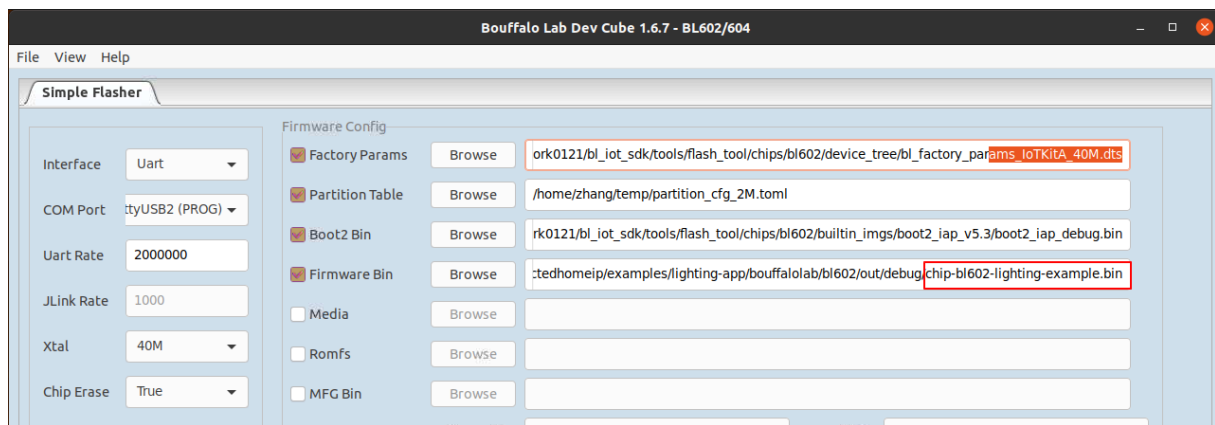 Bouffalo Lab Dev Cube 1.6.7 - BL602/604
File View Help
Simple Flasher
Firmware Config
Interface Uart
Factory Params Browse ork0121/bl_iot_sdk/tools/flash_tool/chips/bl602/device_tree/bl_factory_params_IoTKitA_40M.dts
COM Port ttyUSB2 (PROG)
Partition Table Browse /home/zhang/temp/partition_cfg_2M.toml
Uart Rate 2000000
Boot2 Bin Browse rk0121/bl_iot_sdk/tools/flash_tool/chips/bl602/builtin_imgs/boot2_iap_v5.3/boot2_iap_debug.bin
Firmware Bin Browse ctedhomeip/examples/lighting-app/bouffalolab/bl602/out/debug/chip-bl602-lighting-example.bin
JLink Rate 1000
Media Browse
Xtal 40M
Romfs Browse
Chip Erase True
MFG Bin Browse